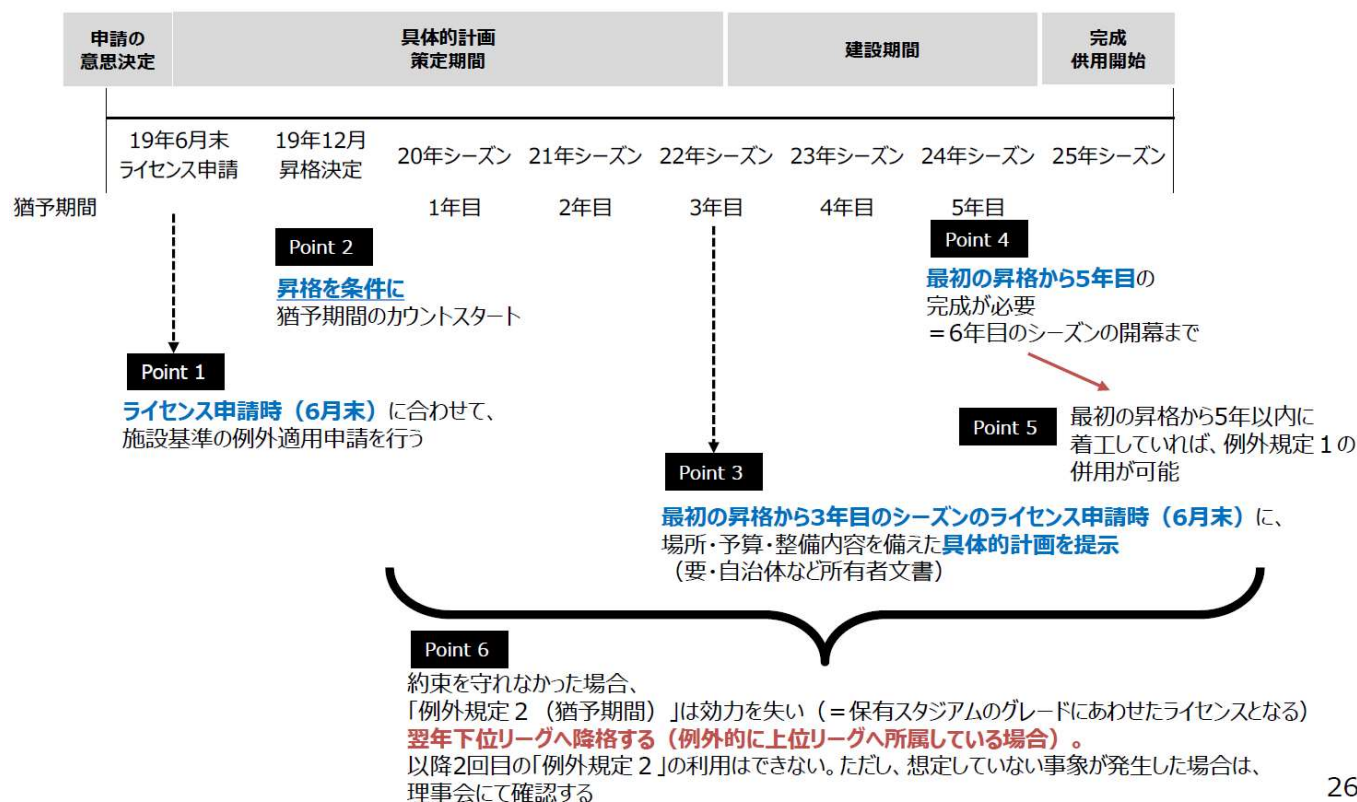 申請の
意思決定
具体的計画
策定期間
建設期間
完成
供用開始
19年6月末
ライセンス申請
19年12月
昇格決定
20年シーズン
21年シーズン
22年シーズン
23年シーズン
24年シーズン
25年シーズン
猶予期間
1年目
2年目
3年目
4年目
5年目
Point 2
昇格を条件に
猶予期間のカウントスタート
Point 4
最初の昇格から5年目の
完成が必要
=6年目のシーズンの開幕まで
Point 1
ライセンス申請時（6月末）に合わせて、
施設基準の例外適用申請を行う
Point 5
最初の昇格から5年以内に
着工していれば、例外規定１の
併用が可能
Point 3
最初の昇格から3年目のシーズンのライセンス申請時（6月末）に、
場所・予算・整備内容を備えた具体的計画を提示
（要・自治体など所有者文書）
Point 6
約束を守れなかった場合、
「例外規定２（猶予期間）」は効力を失い（＝保有スタジアムのグレードにあわせたライセンスとなる）
翌年下位リーグへ降格する（例外的に上位リーグへ所属している場合）。
以降2回目の「例外規定２」の利用はできない。ただし、想定していない事象が発生した場合は、
理事会にて確認する
26